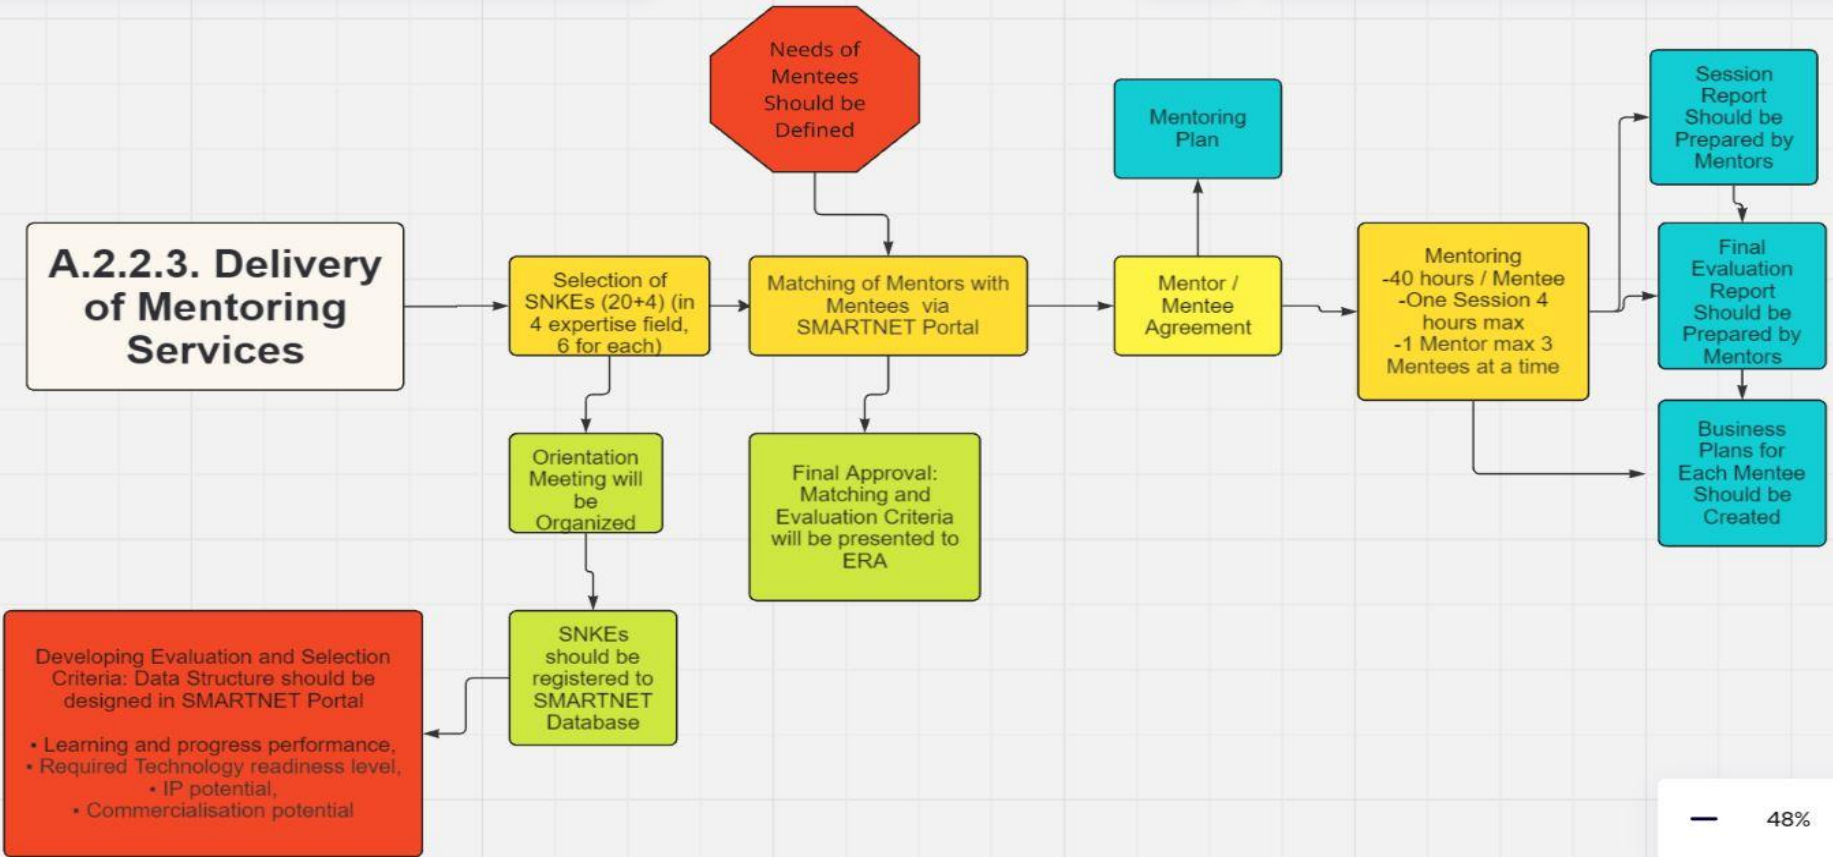 Needs of
Mentees
Should be
Defined
Mentoring
Plan
Session
Report
Should be
Prepared by
Mentors
A.2.2.3. Delivery
of Mentoring
Services
Selection of
SNKEs (20+4) (in
4 expertise field,
6 for each)
Matching of Mentors with
Mentees via
SMARTNET Portal
Mentor /
Mentee
Agreement
Mentoring
-40 hours / Mentee
-One Session 4
hours max
-1 Mentor max 3
Mentees at a time
Final
Evaluation
Report
Should be
Prepared by
Mentors
Orientation
Meeting will
be
Organized
Final Approval:
Matching and
Evaluation Criteria
will be presented to
ERA
Business
Plans for
Each Mentee
Should be
Created
SNKEs
should be
registered to
SMARTNET
Database
Developing Evaluation and Selection
Criteria: Data Structure should be
designed in SMARTNET Portal
• Learning and progress performance,
• Required Technology readiness level,
• IP potential,
• Commercialisation potential
48%